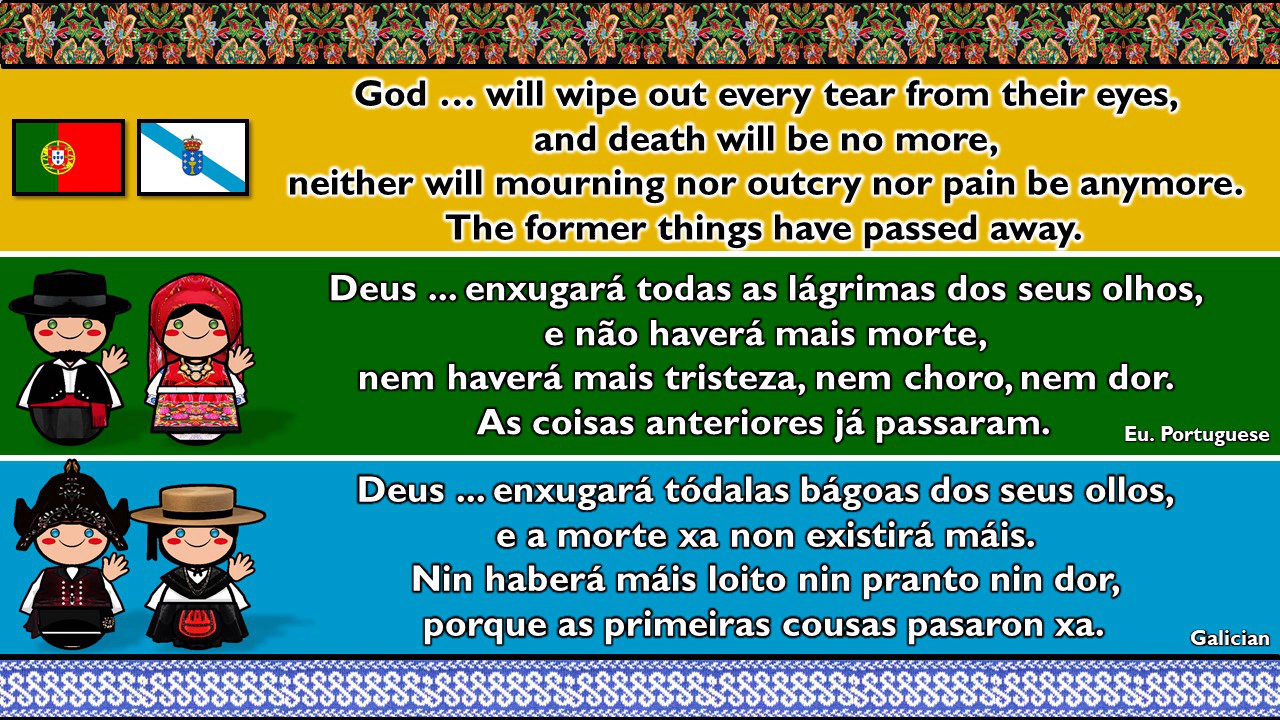 God … will wipe out every tear from their eyes,
and death will be no more,
neither will mourning nor outcry nor pain be anymore.
The former things have passed away.
Deus ... enxugará todas as lágrimas dos seus olhos,
e não haverá mais morte,
nem haverá mais tristeza, nem choro, nem dor.
As coisas anteriores já passaram.
Eu. Portuguese
Deus ... enxugará tódalas bágoas dos seus ollos,
e a morte xa non existirá máis.
Nin haberá máis loito nin pranto nin dor,
porque as primeiras cousas pasaron xa.
Galician